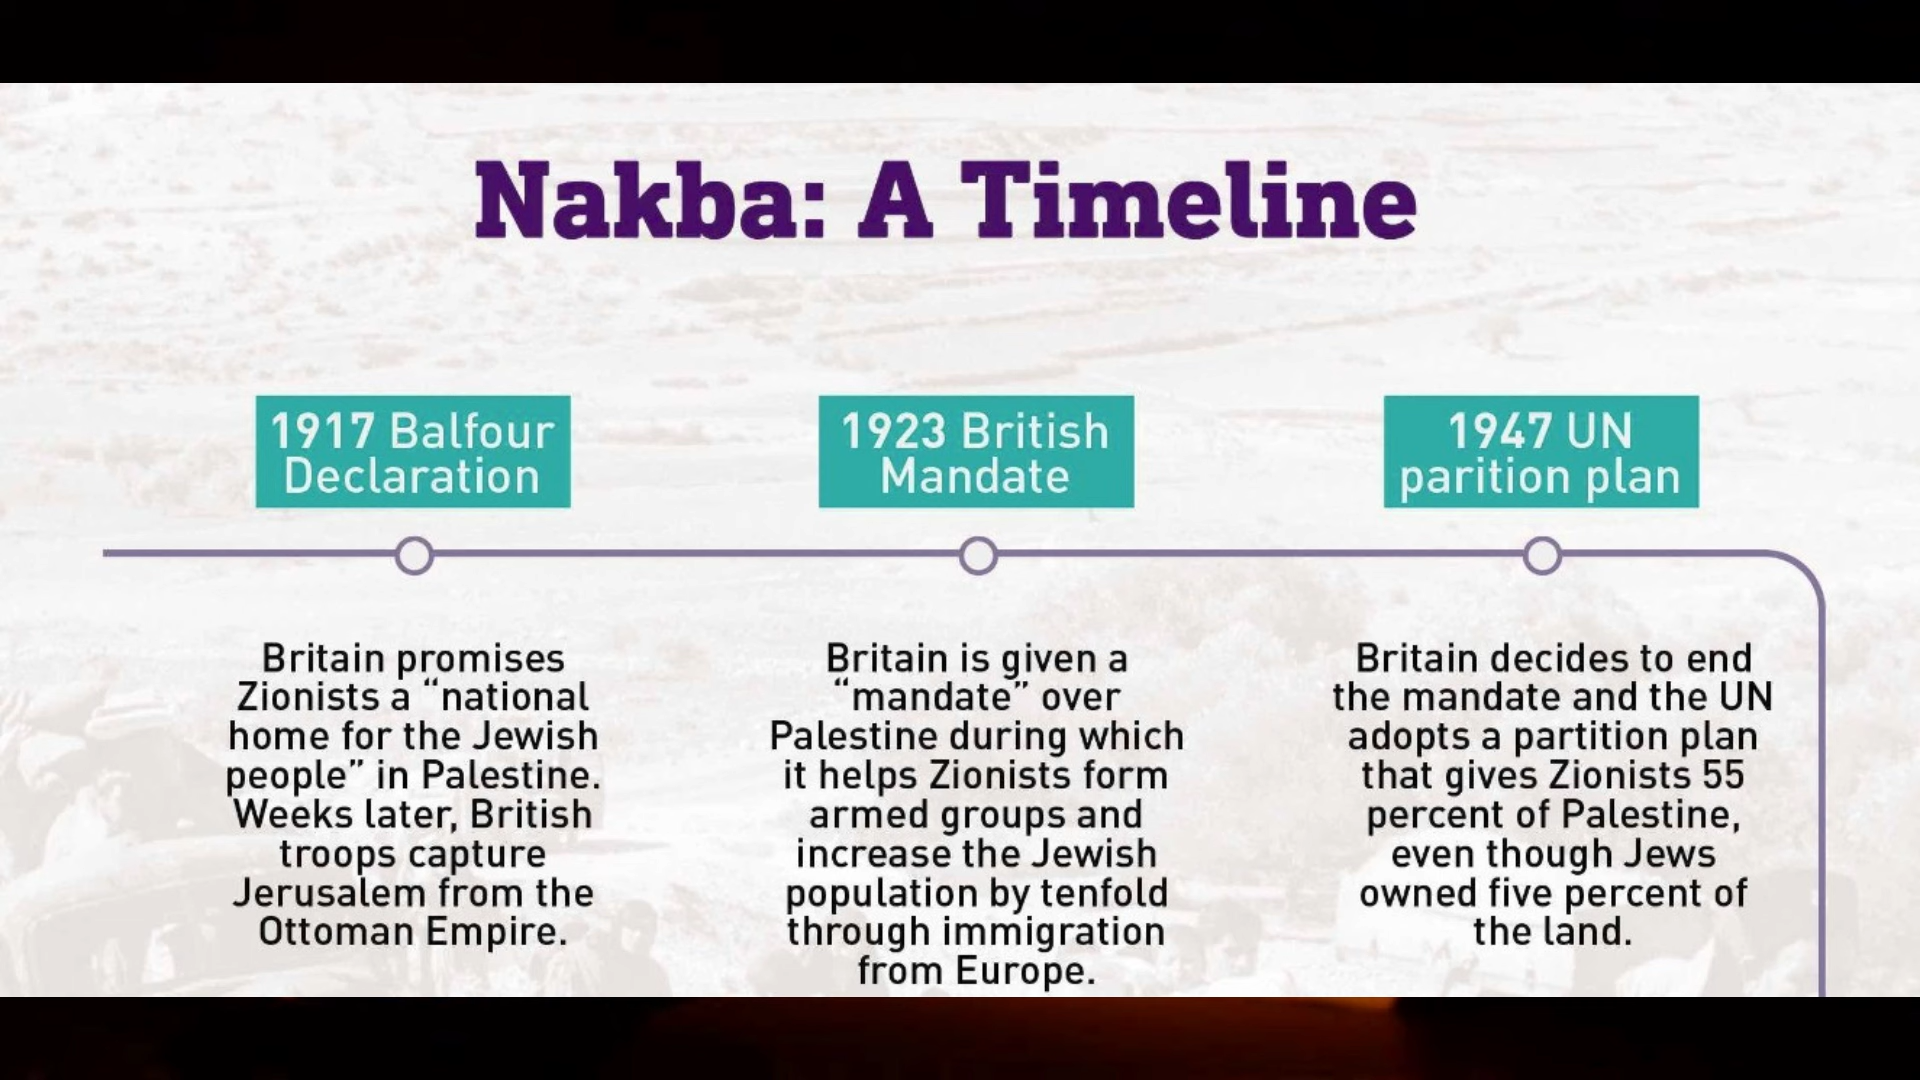 Nakba: A Timeline
1917 Balfour
Declaration
Britain promises
Zionists a “national
home for the Jewish
people” in Palestine.
Weeks later, British
troops capture
Jerusalem from the
Ottoman Empire.
1923 British
Mandate
Britain is given a
“mandate” over
Palestine during which
it helps Zionists form
armed groups and
increase the Jewish
population by tenfold
through immigration
from Europe.
1947 UN
parition plan
Britain decides to end
the mandate and the UN
adopts a partition plan
that gives Zionists 55
percent of Palestine,
even though Jews
owned five percent of
the land.